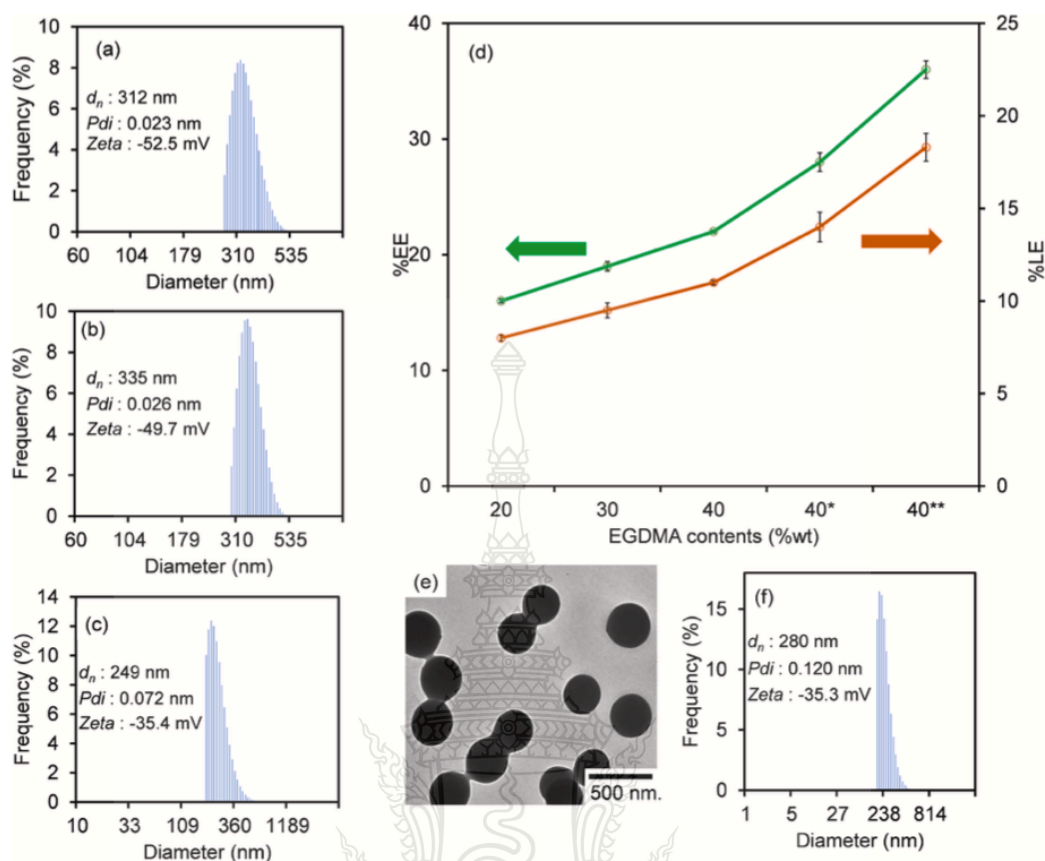 (a)
dn : 312 nm
Pdi : 0.023 nm
Zeta : -52.5 mV
Frequency (%)
10
8
6
4
2
0
60 104 179 310 535
Diameter (nm)
(b)
dn : 335 nm
Pdi : 0.026 nm
Zeta : -49.7 mV
Frequency (%)
10
8
6
4
2
0
60 104 179 310 535
Diameter (nm)
(c)
dn : 249 nm
Pdi : 0.072 nm
Zeta : -35.4 mV
Frequency (%)
14
12
10
8
6
4
2
0
10 33 109 360 1189
Diameter (nm)
(d)
%EE
40
30
20
10
0
%LE
25
20
15
10
5
0
20 30 40 40* 40**
EGDMA contents (%wt)
(e)
500 nm.
(f)
dn : 280 nm
Pdi : 0.120 nm
Zeta : -35.3 mV
Frequency (%)
15
10
5
0
1 5 27 238 814
Diameter (nm)